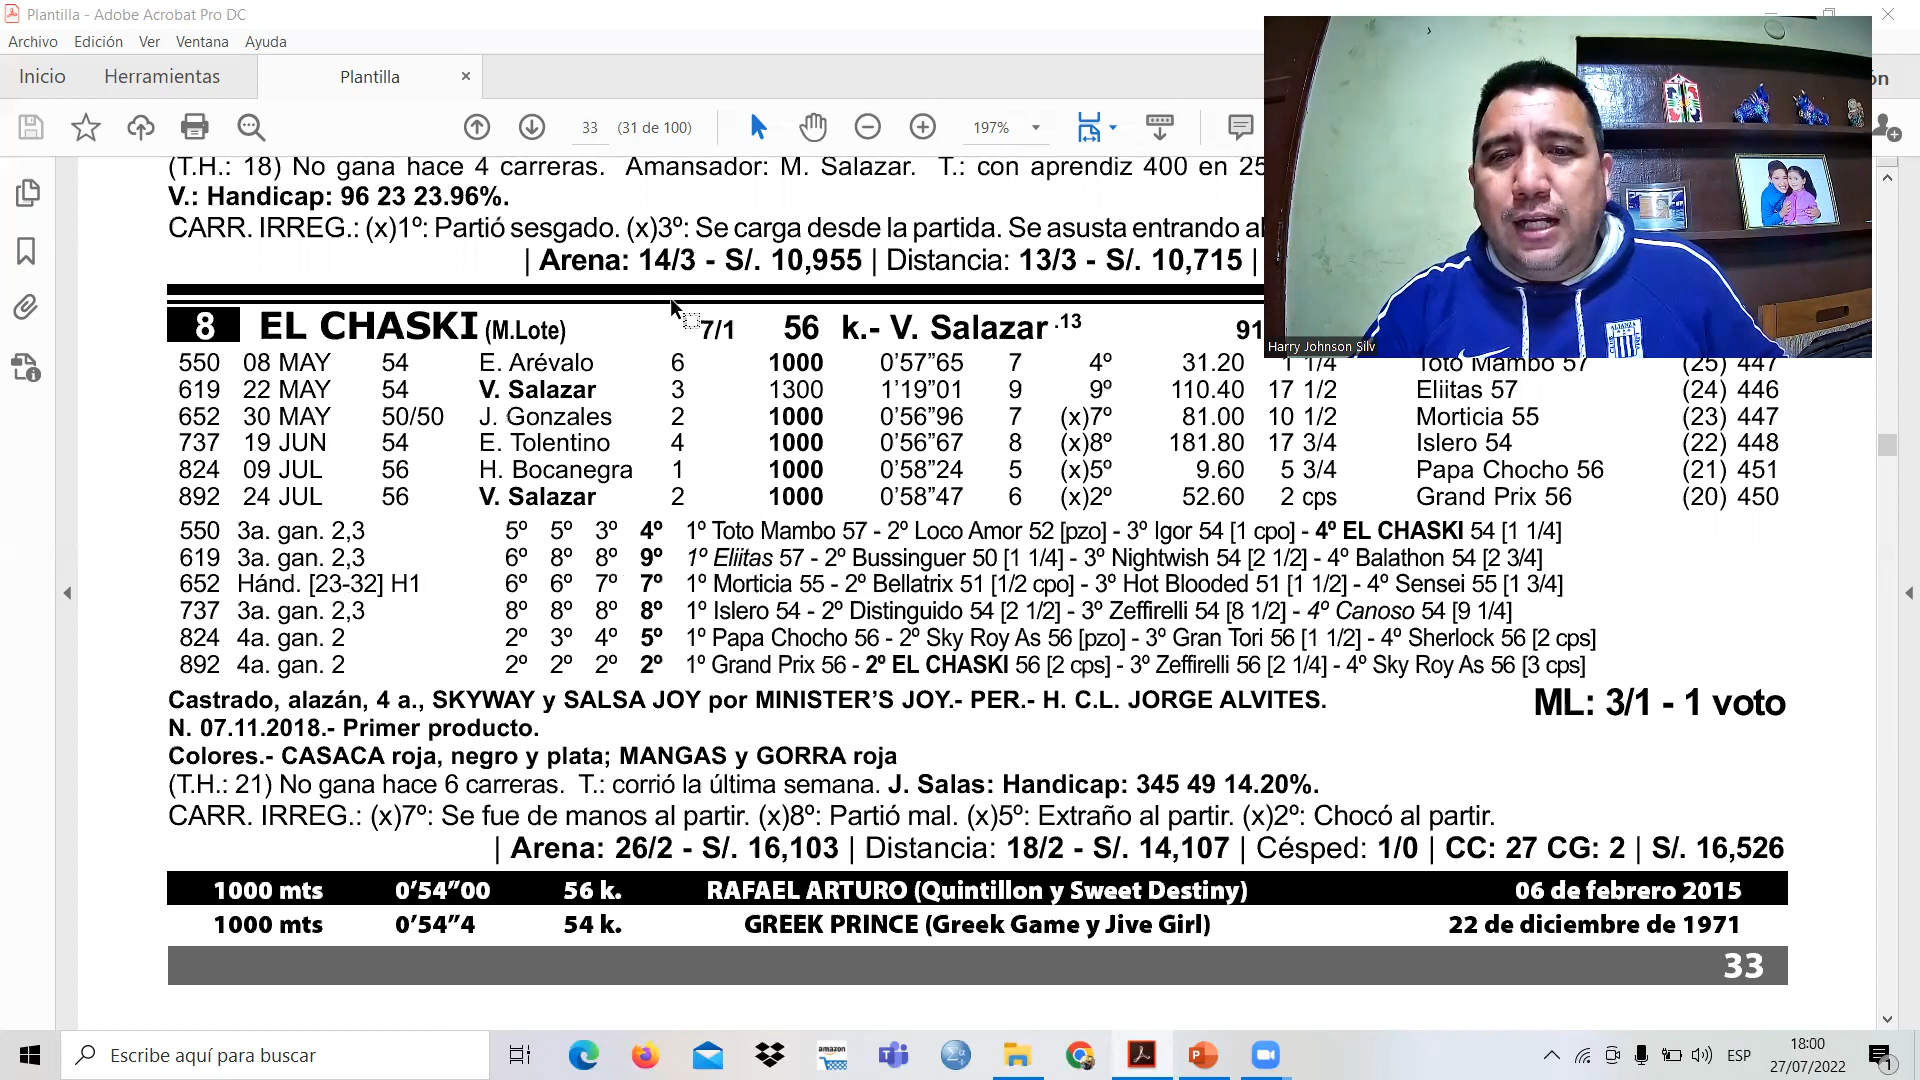 Plantilla - Adobe Acrobat Pro DC
Archivo Edición Ver Ventana Ayuda
Inicio Herramientas Plantilla ×
33 (31 de 100) 197%
ón
(T.H.: 18) No gana hace 4 carreras. Amansador: M. Salazar. T.: con aprendiz 400 en 25
V.: Handicap: 96 23 23.96%.
CARR. IRREG.: (x)1º: Partió sesgado. (x)3º: Se carga desde la partida. Se asusta entrando
| Arena: 14/3 - S/. 10,955 | Distancia: 13/3 - S/. 10,715 |
8 EL CHASKI (M.Lote) 7/1 56 k.- V. Salazar .13 91
Harry Johnson Silv
ALIANZA
550 08 MAY 54 E. Arévalo 6 1000 0'57"65 7 4º 31.20 1 1/4 Toto Mambo 57 (25) 447
619 22 MAY 54 V. Salazar 3 1300 1'19"01 9 9º 110.40 17 1/2 Eliitas 57 (24) 446
652 30 MAY 50/50 J. Gonzales 2 1000 0'56"96 7 (x)7º 81.00 10 1/2 Morticia 55 (23) 447
737 19 JUN 54 E. Tolentino 4 1000 0'56"67 8 (x)8º 181.80 17 3/4 Islero 54 (22) 448
824 09 JUL 56 H. Bocanegra 1 1000 0'58"24 5 (x)5º 9.60 5 3/4 Papa Chocho 56 (21) 451
892 24 JUL 56 V. Salazar 2 1000 0'58"47 6 (x)2º 52.60 2 cps Grand Prix 56 (20) 450
550 3a. gan. 2,3 5º 5º 3º 4º 1º Toto Mambo 57 - 2º Loco Amor 52 [pzo] - 3º Igor 54 [1 cpo] - 4º EL CHASKI 54 [1 1/4]
619 3a. gan. 2,3 6º 8º 8º 9º 1º Eliitas 57 - 2º Bussinguer 50 [1 1/4] - 3º Nightwish 54 [2 1/2] - 4º Balathon 54 [2 3/4]
652 Hánd. [23-32] H1 6º 6º 7º 7º 1º Morticia 55 - 2º Bellatrix 51 [1/2 cpo] - 3º Hot Blooded 51 [1 1/2] - 4º Sensei 55 [1 3/4]
737 3a. gan. 2,3 8º 8º 8º 8º 1º Islero 54 - 2º Distinguido 54 [2 1/2] - 3º Zeffirelli 54 [8 1/2] - 4º Canoso 54 [9 1/4]
824 4a. gan. 2 2º 3º 4º 5º 1º Papa Chocho 56 - 2º Sky Roy As 56 [pzo] - 3º Gran Tori 56 [1 1/2] - 4º Sherlock 56 [2 cps]
892 4a. gan. 2 2º 2º 2º 2º 1º Grand Prix 56 - 2º EL CHASKI 56 [2 cps] - 3º Zeffirelli 56 [2 1/4] - 4º Sky Roy As 56 [3 cps]
Castrado, alazán, 4 a., SKYWAY y SALSA JOY por MINISTER'S JOY.- PER.- H. C.L. JORGE ALVITES. ML: 3/1 - 1 voto
N. 07.11.2018.- Primer producto.
Colores.- CASACA roja, negro y plata; MANGAS y GORRA roja
(T.H.: 21) No gana hace 6 carreras. T.: corrió la última semana. J. Salas: Handicap: 345 49 14.20%.
CARR. IRREG.: (x)7º: Se fue de manos al partir. (x)8º: Partió mal. (x)5º: Extraño al partir. (x)2º: Chocó al partir.
| Arena: 26/2 - S/. 16,103 | Distancia: 18/2 - S/. 14,107 | Césped: 1/0 | CC: 27 CG: 2 | S/. 16,526
1000 mts 0'54"00 56 k. RAFAEL ARTURO (Quintillon y Sweet Destiny) 06 de febrero 2015
1000 mts 0'54"4 54 k. GREEK PRINCE (Greek Game y Jive Girl) 22 de diciembre de 1971
33
Escribe aquí para buscar
amazon
ESP
18:00
27/07/2022
1